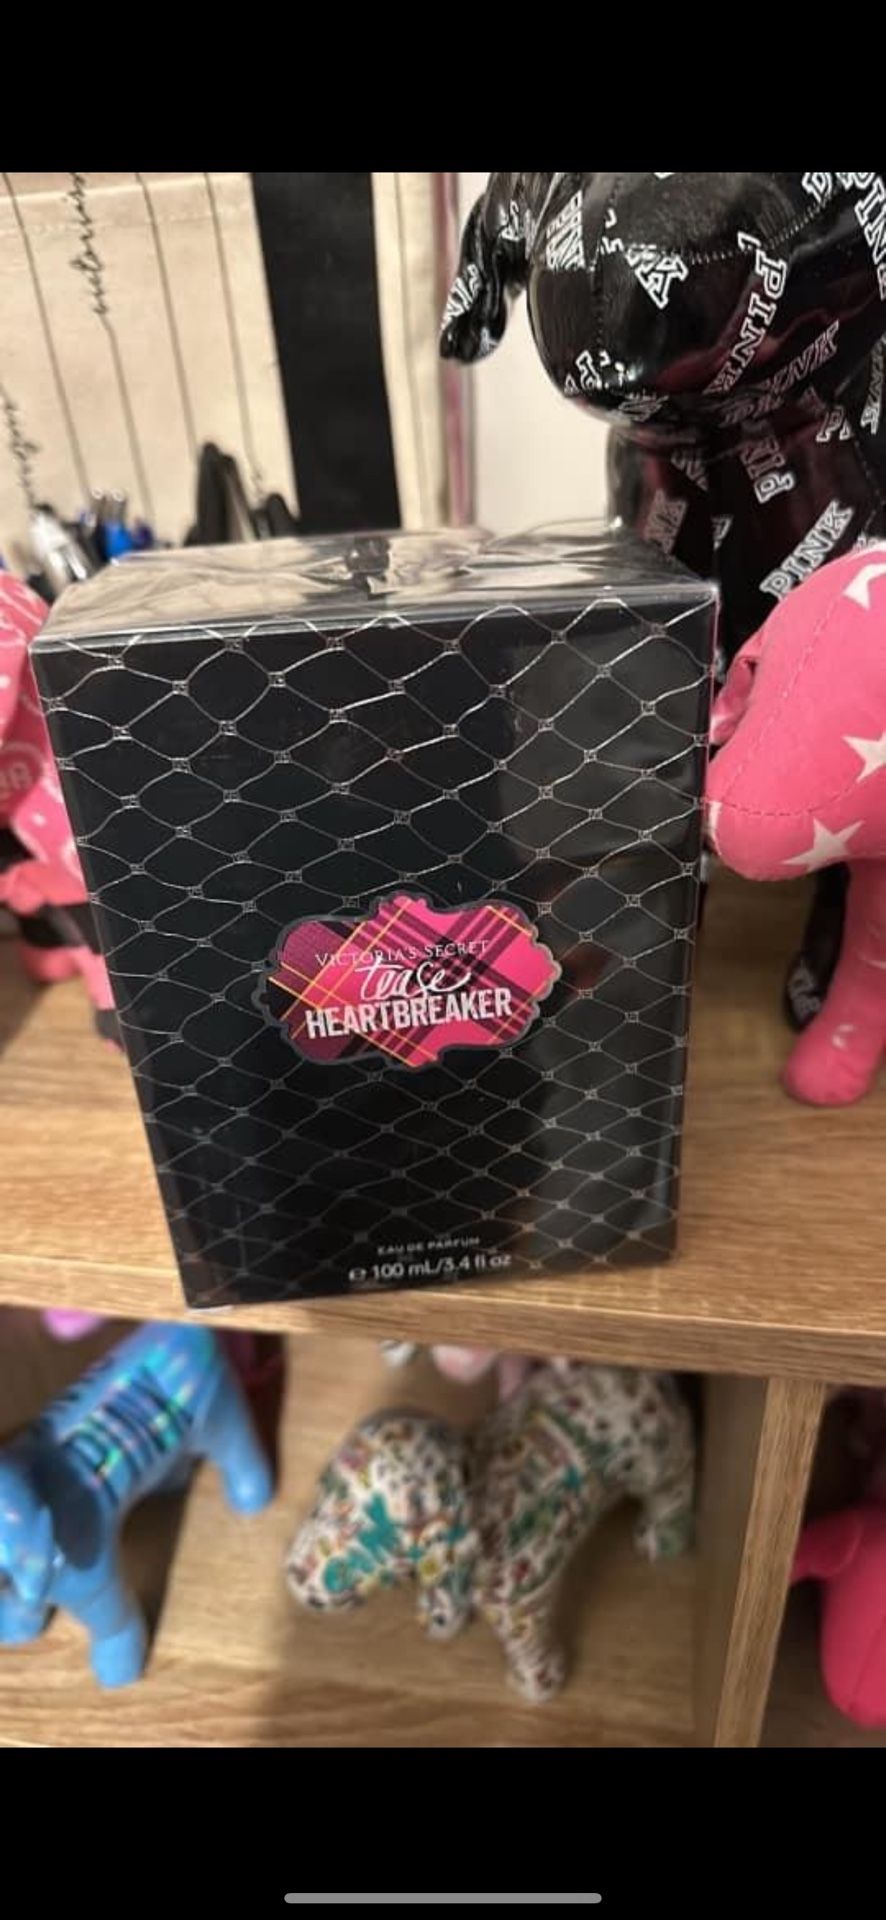 PINK
PINK
PINK
VICTORIA'S SECRET
tease
HEARTBREAKER
EAU DE PARFUM
℮ 100 mL/3.4 fl oz
PINK
PINK